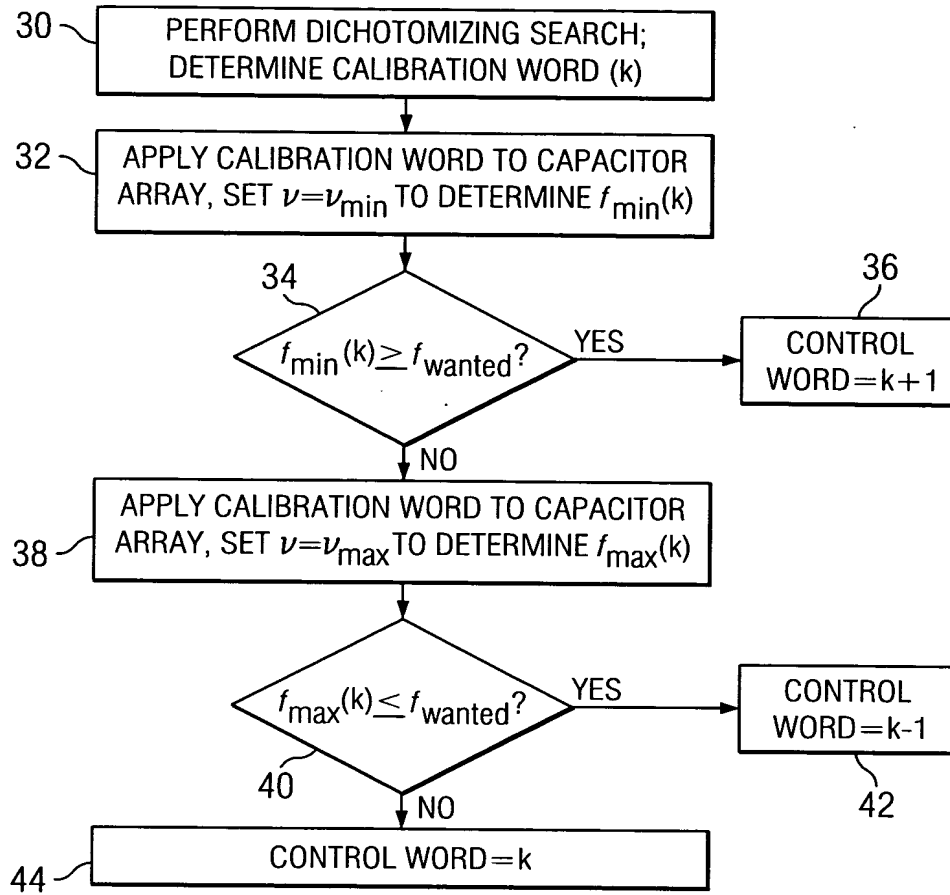 30
PERFORM DICHOTOMIZING SEARCH;
DETERMINE CALIBRATION WORD (k)
32
APPLY CALIBRATION WORD TO CAPACITOR
ARRAY, SET ν=νmin TO DETERMINE fmin(k)
34
fmin(k)≥fwanted?
YES
36
CONTROL
WORD=k+1
NO
38
APPLY CALIBRATION WORD TO CAPACITOR
ARRAY, SET ν=νmax TO DETERMINE fmax(k)
40
fmax(k)≤fwanted?
YES
CONTROL
WORD=k-1
42
NO
44
CONTROL WORD=k